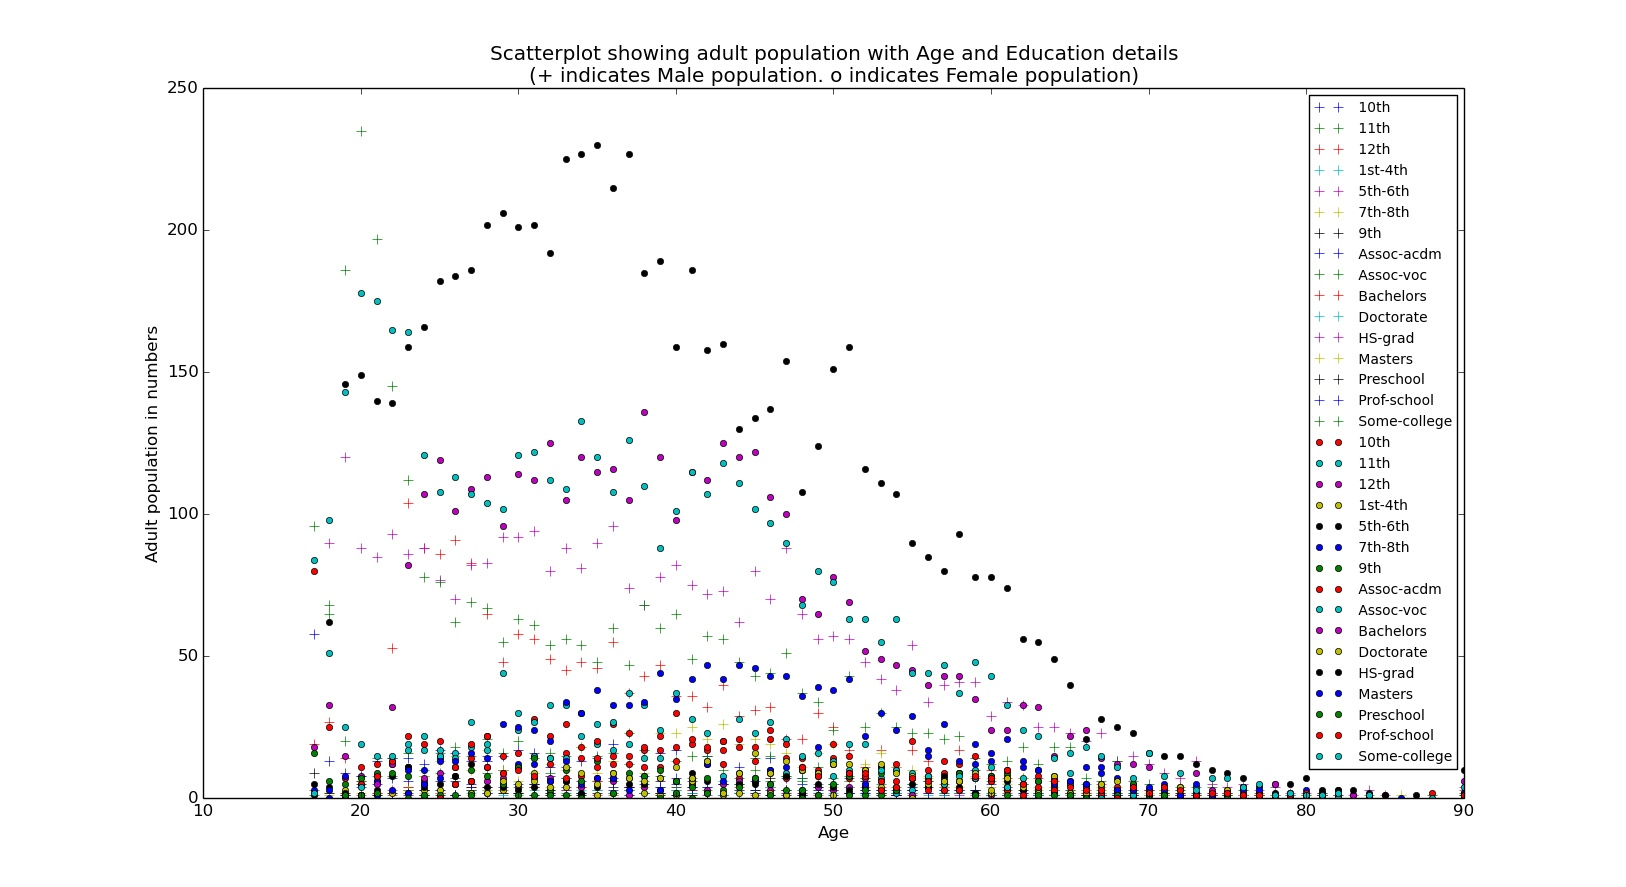 Scatterplot showing adult population with Age and Education details
(+ indicates Male population. o indicates Female population)
250
200
150
100
50
0
10
20
30
40
50
60
70
80
90
Adult population in numbers
Age
10th
11th
12th
1st-4th
5th-6th
7th-8th
9th
Assoc-acdm
Assoc-voc
Bachelors
Doctorate
HS-grad
Masters
Preschool
Prof-school
Some-college
10th
11th
12th
1st-4th
5th-6th
7th-8th
9th
Assoc-acdm
Assoc-voc
Bachelors
Doctorate
HS-grad
Masters
Preschool
Prof-school
Some-college